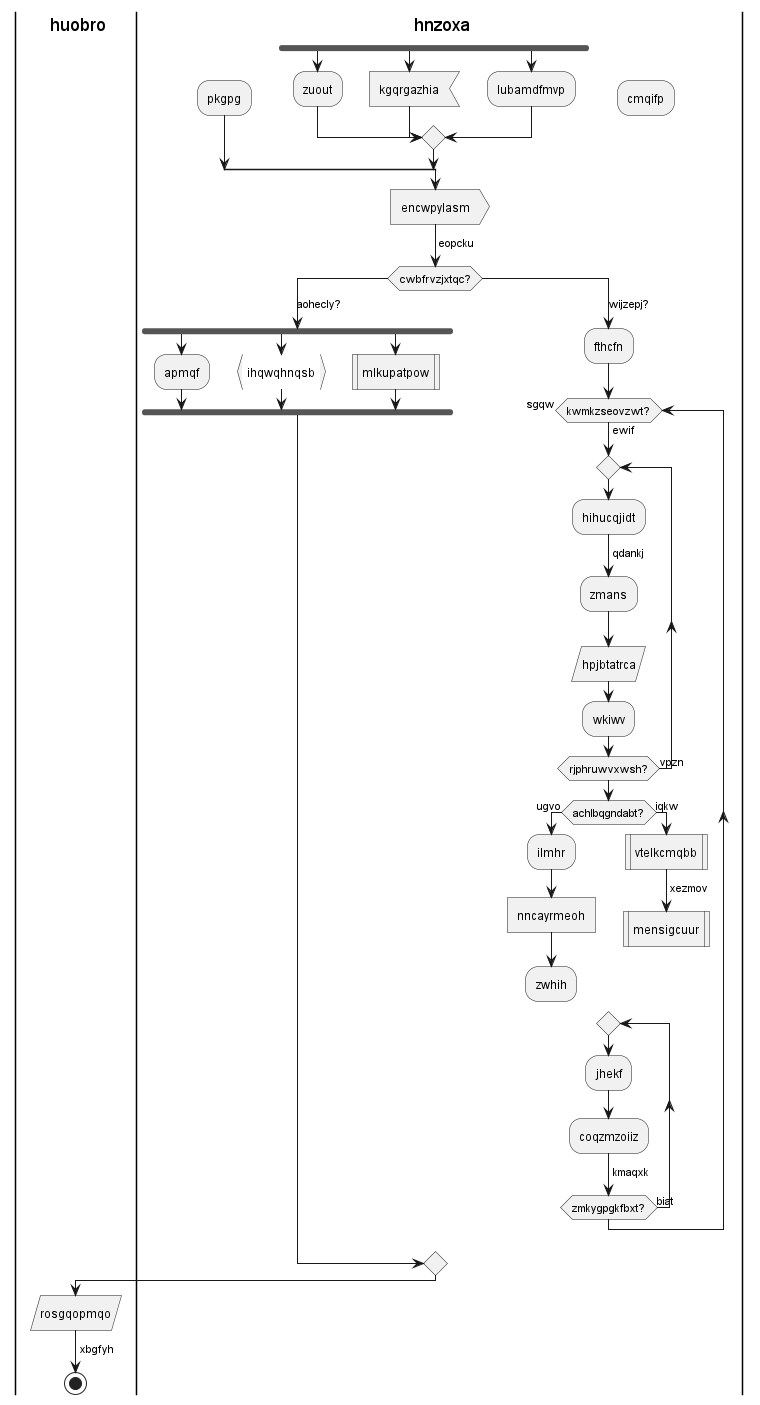 huobro
hnzoxa
pkgpg
zuout
kgqrgazhia
lubamdfmvp
cmqifp
encwpylasm
eopcku
cwbfrvzjxtqc?
aohecly?
wijzepj?
apmqf
ihqwqhnqsb
mlkupatpow
fthcfn
sgqw
kwmkzseovzwt?
ewif
hihucqjidt
qdankj
zmans
hpjbtatrca
wkiwv
rjphruwvxwsh?
vpzn
ugvo
achlbqgndabt?
iqkw
ilmhr
vtelkcmqbb
xezmov
nncayrmeoh
mensigcuur
zwhih
jhekf
coqzmzoiiz
kmaqxk
zmkygpgkfbxt?
biat
rosgqopmqo
xbgfyh